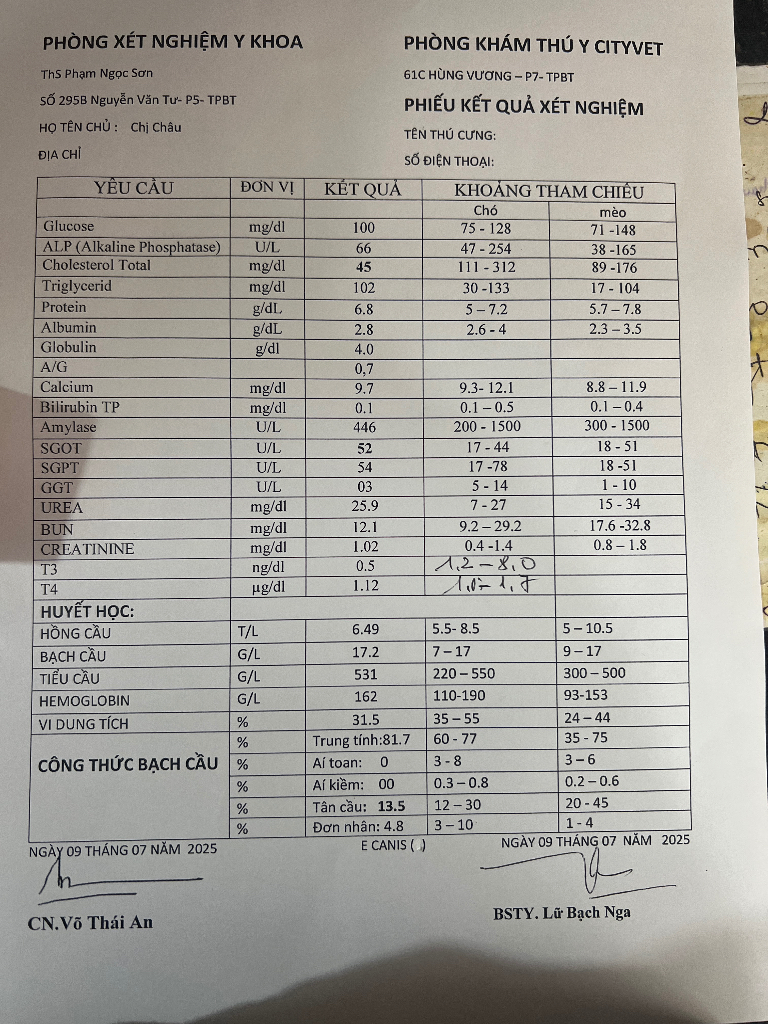 PHÒNG XÉT NGHIỆM Y KHOA
ThS Phạm Ngọc Sơn
SỐ 295B Nguyễn Văn Tư- P5- TPBT
HỌ TÊN CHỦ : Chị Châu
ĐỊA CHỈ
PHÒNG KHÁM THÚ Y CITYVET
61C HÙNG VƯƠNG – P7- TPBT
PHIẾU KẾT QUẢ XÉT NGHIỆM
TÊN THÚ CƯNG:
SỐ ĐIỆN THOẠI:
YÊU CẦU ĐƠN VỊ KẾT QUẢ KHOẢNG THAM CHIẾU
Chó mèo
Glucose mg/dl 100 75 - 128 71 -148
ALP (Alkaline Phosphatase) U/L 66 47 - 254 38 -165
Cholesterol Total mg/dl 45 111 - 312 89 -176
Triglycerid mg/dl 102 30 -133 17 - 104
Protein g/dL 6.8 5 – 7.2 5.7 – 7.8
Albumin g/dL 2.8 2.6 - 4 2.3 – 3.5
Globulin g/dl 4.0
A/G 0,7
Calcium mg/dl 9.7 9.3- 12.1 8.8 – 11.9
Bilirubin TP mg/dl 0.1 0.1 – 0.5 0.1 – 0.4
Amylase U/L 446 200 - 1500 300 - 1500
SGOT U/L 52 17 - 44 18 - 51
SGPT U/L 54 17 -78 18 -51
GGT U/L 03 5 - 14 1 - 10
UREA mg/dl 25.9 7 - 27 15 - 34
BUN mg/dl 12.1 9.2 – 29.2 17.6 -32.8
CREATININE mg/dl 1.02 0.4 -1.4 0.8 – 1.8
T3 ng/dl 0.5 1,2 – 8,0
T4 µg/dl 1.12 1,0 – 1,7
HUYẾT HỌC:
HỒNG CẦU T/L 6.49 5.5- 8.5 5 – 10.5
BẠCH CẦU G/L 17.2 7 – 17 9 – 17
TIỂU CẦU G/L 531 220 – 550 300 – 500
HEMOGLOBIN G/L 162 110-190 93-153
VI DUNG TÍCH % 31.5 35 – 55 24 – 44
CÔNG THỨC BẠCH CẦU
% Trung tính:81.7 60 - 77 35 - 75
% Aí toan: 0 3 - 8 3 – 6
% Aí kiềm: 00 0.3 – 0.8 0.2 – 0.6
% Tân cầu: 13.5 12 – 30 20 - 45
% Đơn nhân: 4.8 3 – 10 1 - 4
NGÀY 09 THÁNG 07 NĂM 2025 E CANIS ( ) NGÀY 09 THÁNG 07 NĂM 2025
CN.Võ Thái An BSTY. Lữ Bạch Nga